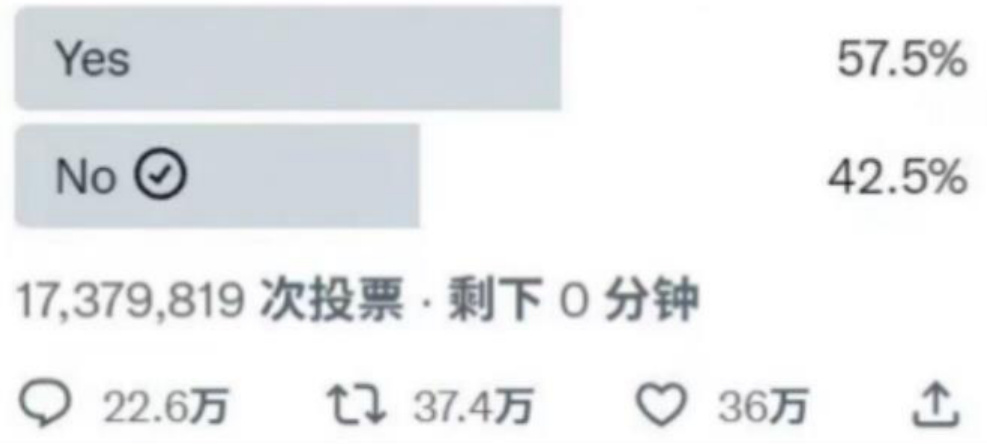 Yes 57.5%
No 42.5%
17,379,819 次投票 · 剩下 0 分钟
22.6万 37.4万 36万